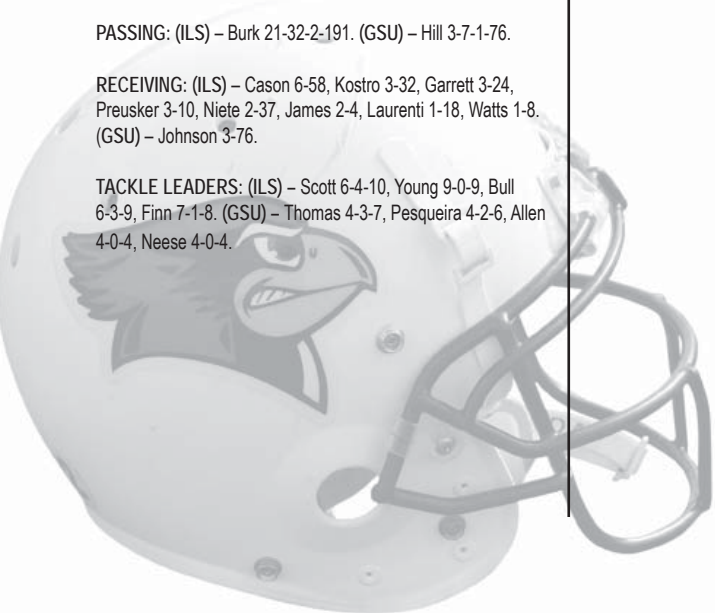 PASSING: (ILS) – Burk 21-32-2-191. (GSU) – Hill 3-7-1-76.
RECEIVING: (ILS) – Cason 6-58, Kostro 3-32, Garrett 3-24,
Preusker 3-10, Niete 2-37, James 2-4, Laurenti 1-18, Watts 1-8.
(GSU) – Johnson 3-76.
TACKLE LEADERS: (ILS) – Scott 6-4-10, Young 9-0-9, Bull
6-3-9, Finn 7-1-8. (GSU) – Thomas 4-3-7, Pesqueira 4-2-6, Allen
4-0-4, Neese 4-0-4.